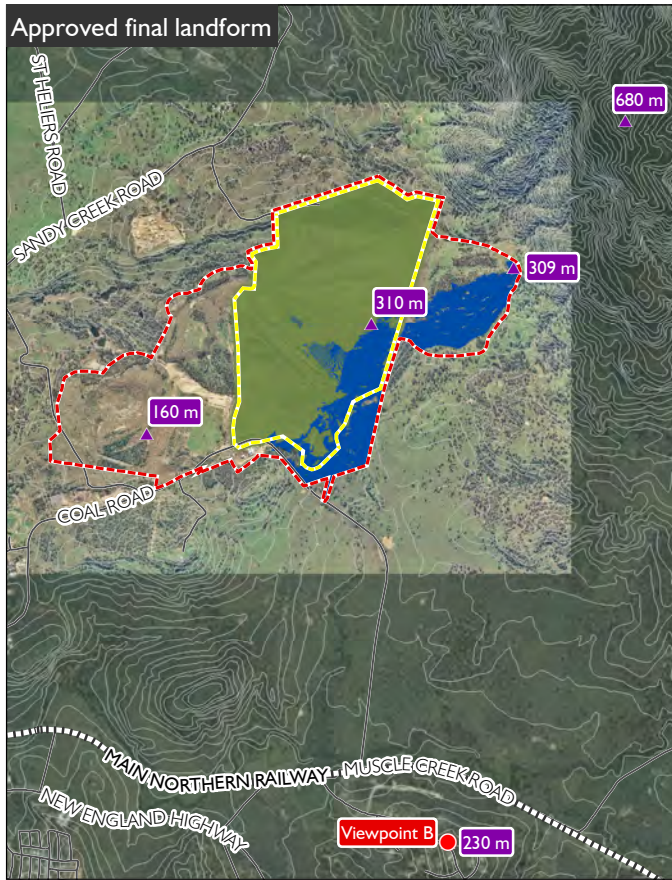 Approved final landform
680 m
ST HELIERS ROAD
SANDY CREEK ROAD
309 m
310 m
160 m
COAL ROAD
MAIN NORTHERN RAILWAY
MUSCLE CREEK ROAD
NEW ENGLAND HIGHWAY
Viewpoint B
230 m